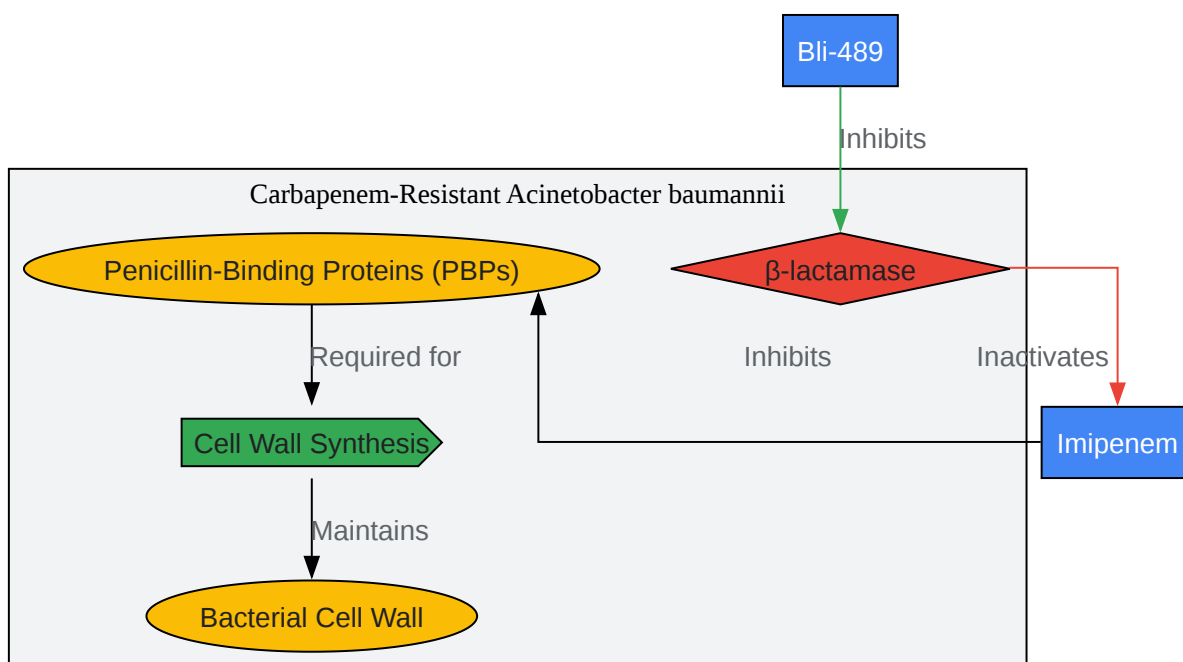 Bli-489
Inhibits
Carbapenem-Resistant Acinetobacter baumannii
Penicillin-Binding Proteins (PBPs)
β-lactamase
Required for
Inhibits
Inactivates
Cell Wall Synthesis
Imipenem
Maintains
Bacterial Cell Wall